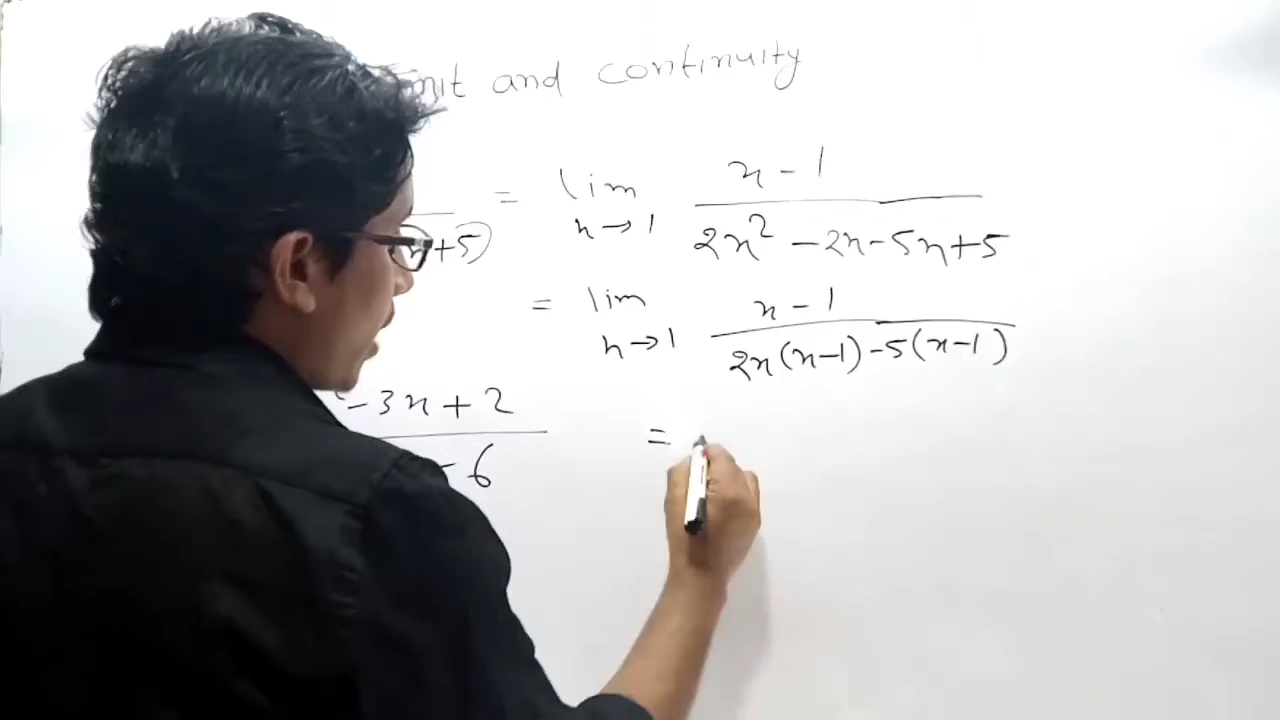 and continuity
+5) = lim x→1 x-1 / 2x² - 2x - 5x + 5
= lim x→1 x-1 / 2x(x-1) - 5(x-1)
- 3x + 2 / - 6
=